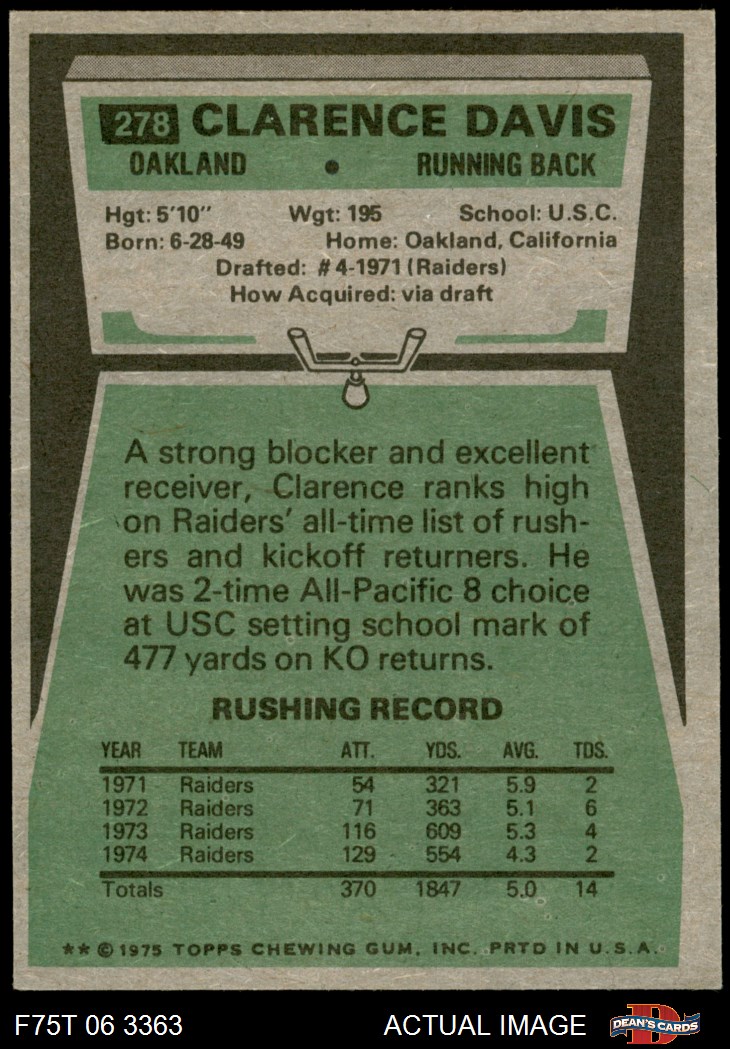 278 CLARENCE DAVIS
OAKLAND • RUNNING BACK
Hgt: 5'10" Wgt: 195 School: U.S.C.
Born: 6-28-49 Home: Oakland, California
Drafted: #4-1971 (Raiders)
How Acquired: via draft
A strong blocker and excellent
receiver, Clarence ranks high
on Raiders' all-time list of rush-
ers and kickoff returners. He
was 2-time All-Pacific 8 choice
at USC setting school mark of
477 yards on KO returns.
RUSHING RECORD
YEAR TEAM ATT. YDS. AVG. TDS.
1971 Raiders 54 321 5.9 2
1972 Raiders 71 363 5.1 6
1973 Raiders 116 609 5.3 4
1974 Raiders 129 554 4.3 2
Totals 370 1847 5.0 14
** © 1975 TOPPS CHEWING GUM, INC. PRTD IN U.S.A.
F75T 06 3363 ACTUAL IMAGE DEAN'S CARDS